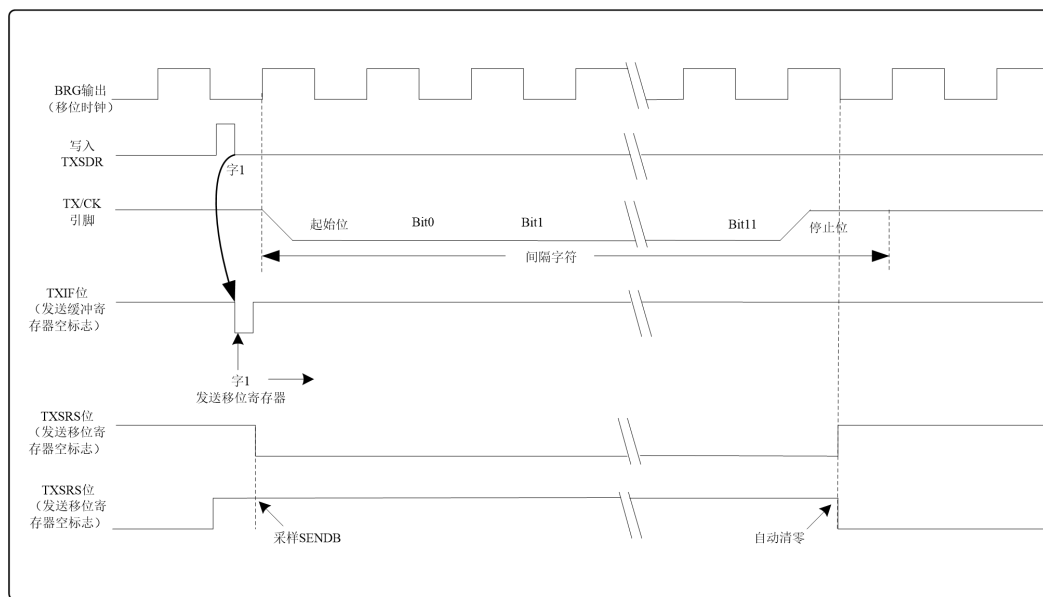 BRG输出
（移位时钟）
写入
TXSDR
字1
TX/CK
引脚
起始位
Bit0
Bit1
Bit11
停止位
间隔字符
TXIF位
（发送缓冲寄
存器空标志）
字1
发送移位寄存器
TXSRS位
（发送移位寄
存器空标志）
TXSRS位
（发送移位寄
存器空标志）
采样SENDB
自动清零